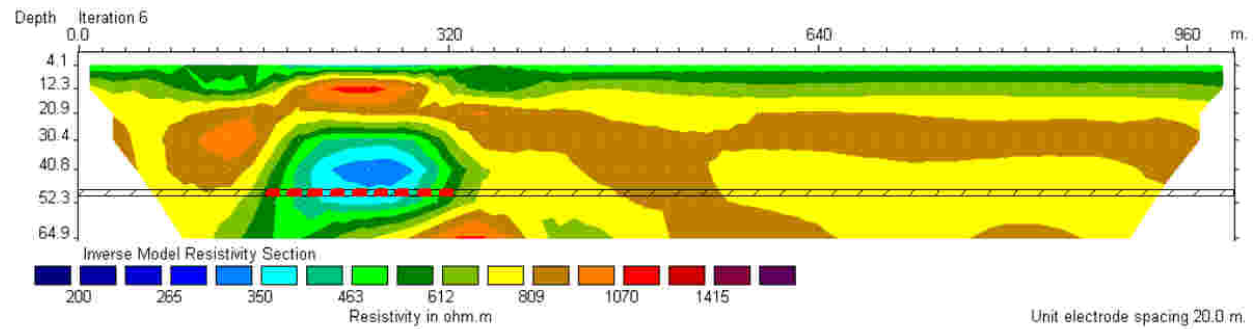 Depth Iteration 6
0.0 320 640 960 m.
4.1
12.3
20.9
30.4
40.8
52.3
64.9
Inverse Model Resistivity Section
200 265 350 463 612 809 1070 1415
Resistivity in ohm.m
Unit electrode spacing 20.0 m.